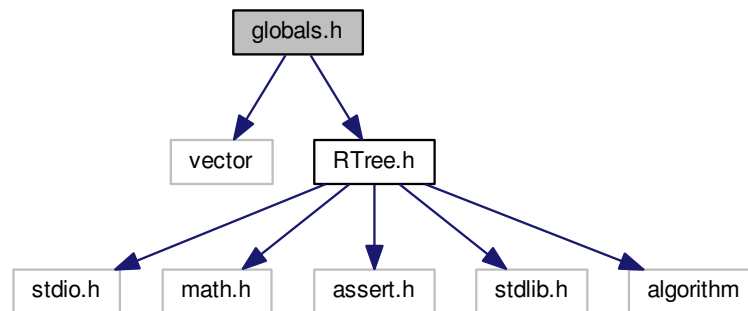 globals.h
vector
RTree.h
stdio.h
math.h
assert.h
stdlib.h
algorithm